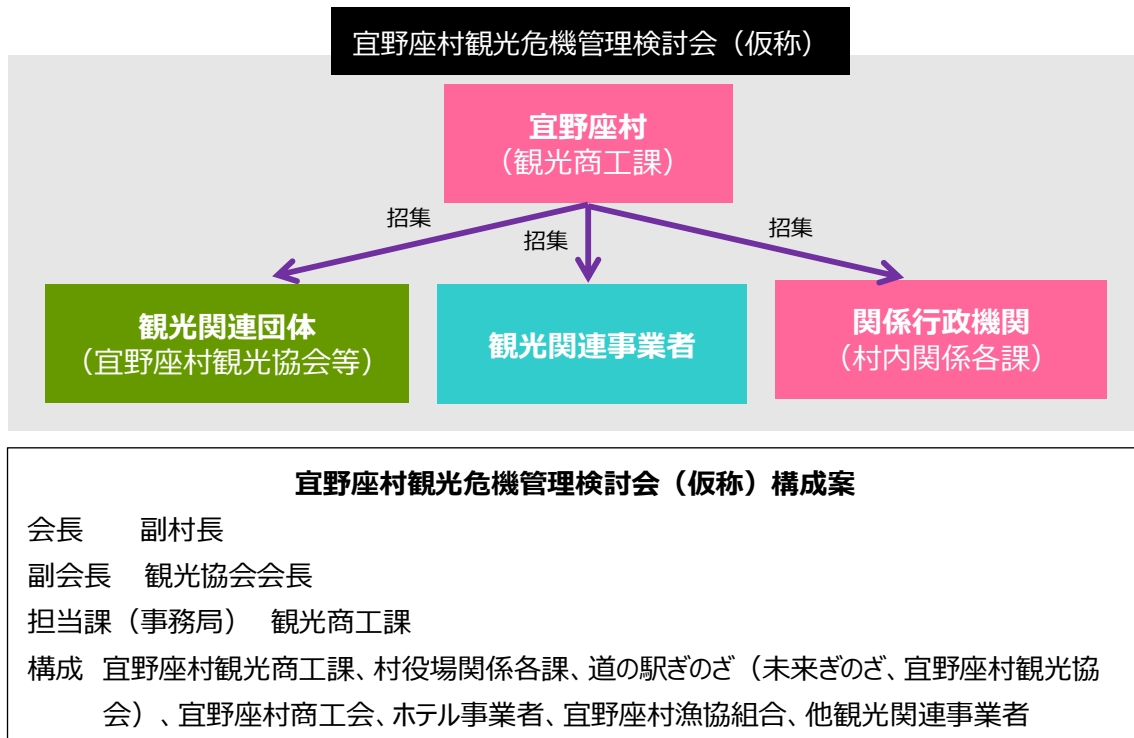 宜野座村観光危機管理検討会（仮称）
宜野座村
（観光商工課）
招集
招集
招集
観光関連団体
（宜野座村観光協会等）
観光関連事業者
関係行政機関
（村内関係各課）
宜野座村観光危機管理検討会（仮称）構成案
会長　　副村長
副会長　観光協会会長
担当課（事務局）　観光商工課
構成　宜野座村観光商工課、村役場関係各課、道の駅ぎのざ（未来ぎのざ、宜野座村観光協
会）、宜野座村商工会、ホテル事業者、宜野座村漁協組合、他観光関連事業者